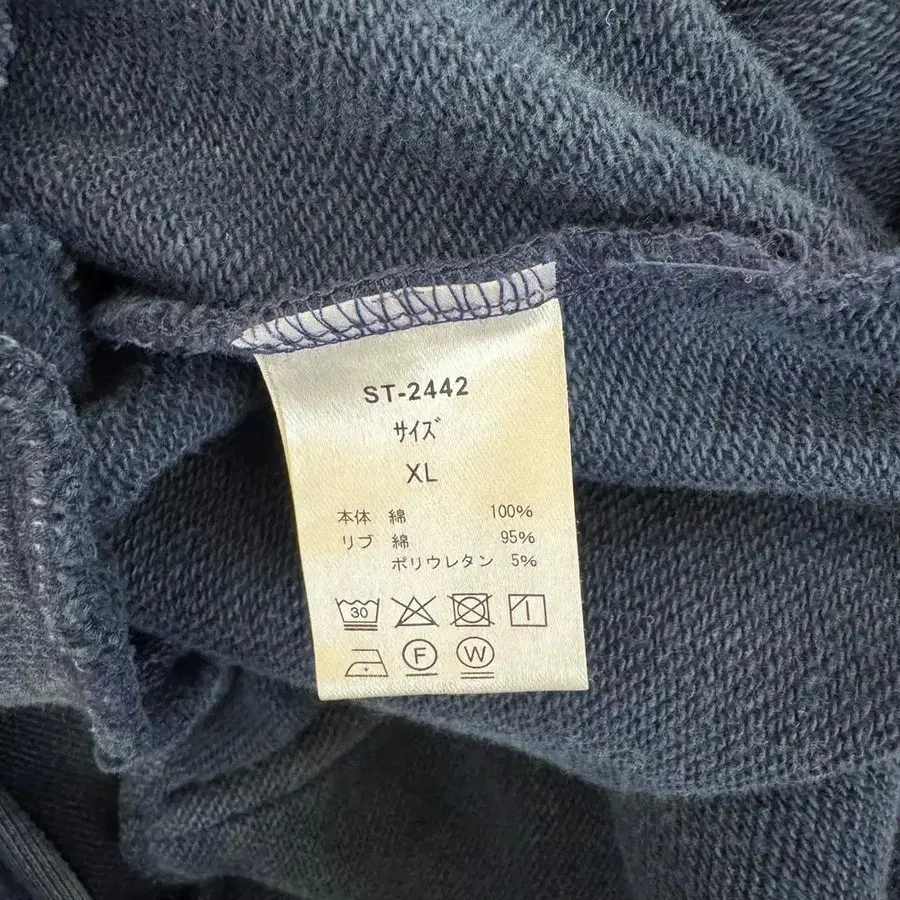 ST-2442
サイズ
XL
本体 綿 100%
リブ 綿 95%
ポリウレタン 5%
30
F W